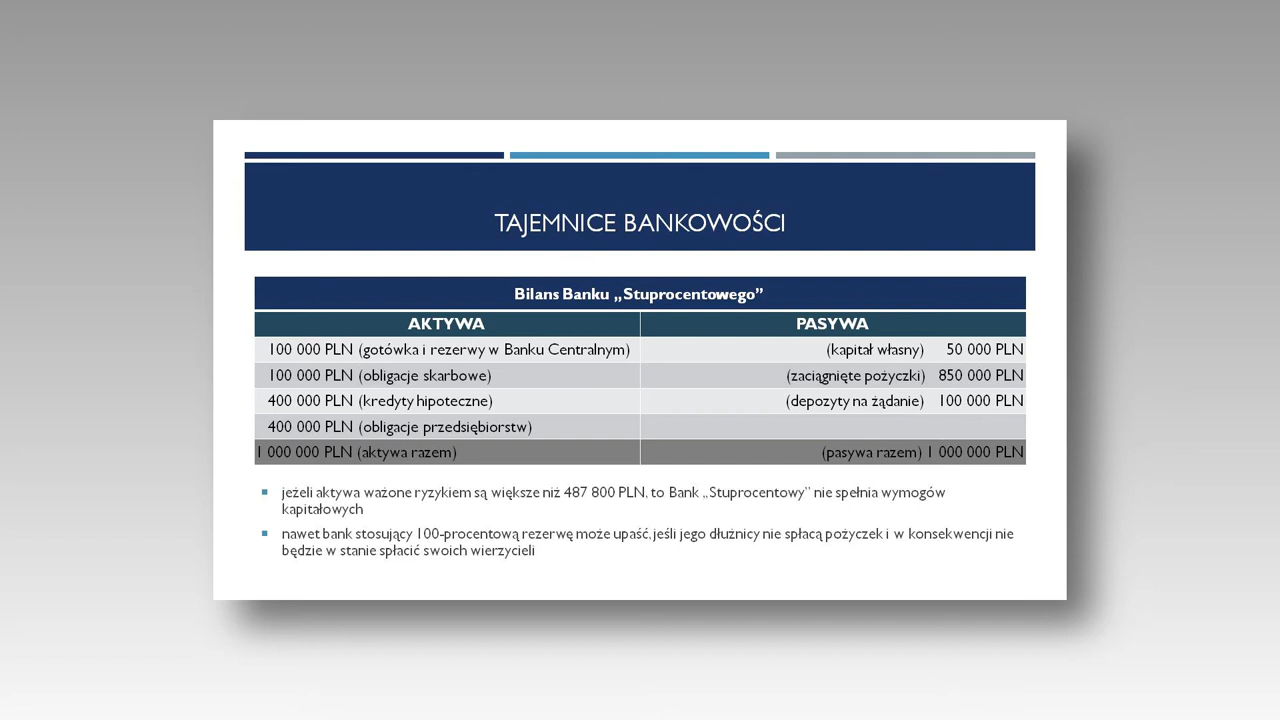 TAJEMNICE BANKOWOŚCI
Bilans Banku „Stuprocentowego”
AKTYWA PASYWA
100 000 PLN (gotówka i rezerwy w Banku Centralnym) (kapitał własny) 50 000 PLN
100 000 PLN (obligacje skarbowe) (zaciągnięte pożyczki) 850 000 PLN
400 000 PLN (kredyty hipoteczne) (depozyty na żądanie) 100 000 PLN
400 000 PLN (obligacje przedsiębiorstw)
1 000 000 PLN (aktywa razem) (pasywa razem) 1 000 000 PLN
jeżeli aktywa ważone ryzykiem są większe niż 487 800 PLN, to Bank „Stuprocentowy” nie spełnia wymogów
kapitałowych
nawet bank stosujący 100-procentową rezerwę może upaść, jeśli jego dłużnicy nie spłacą pożyczek i w konsekwencji nie
będzie w stanie spłacić swoich wierzycieli